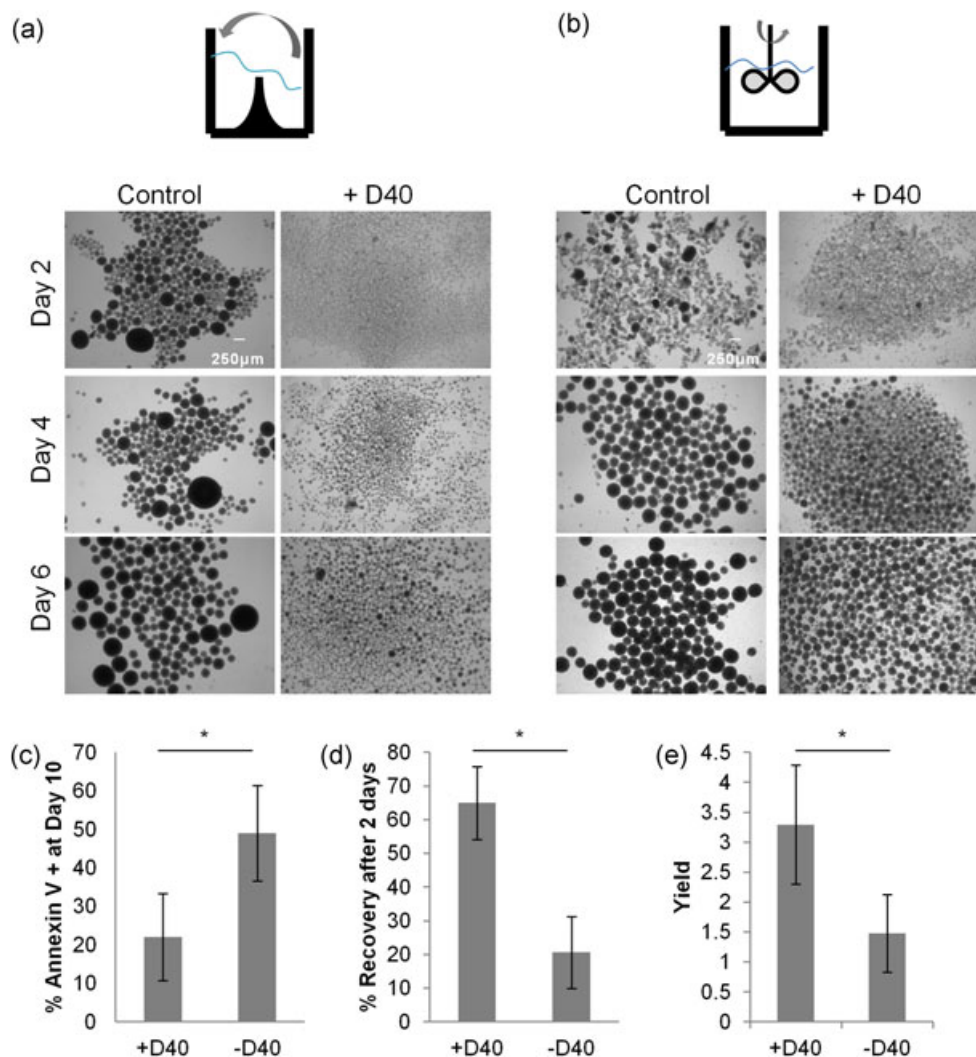 (a)
(b)
Control
+ D40
Control
+ D40
Day 2
250µm
250µm
Day 4
Day 6
(c)
% Annexin V + at Day 10
70
60
50
40
30
20
10
0
*
+D40
-D40
(d)
% Recovery after 2 days
80
70
60
50
40
30
20
10
0
*
+D40
-D40
(e)
Yield
4.5
4
3.5
3
2.5
2
1.5
1
0.5
0
*
+D40
-D40